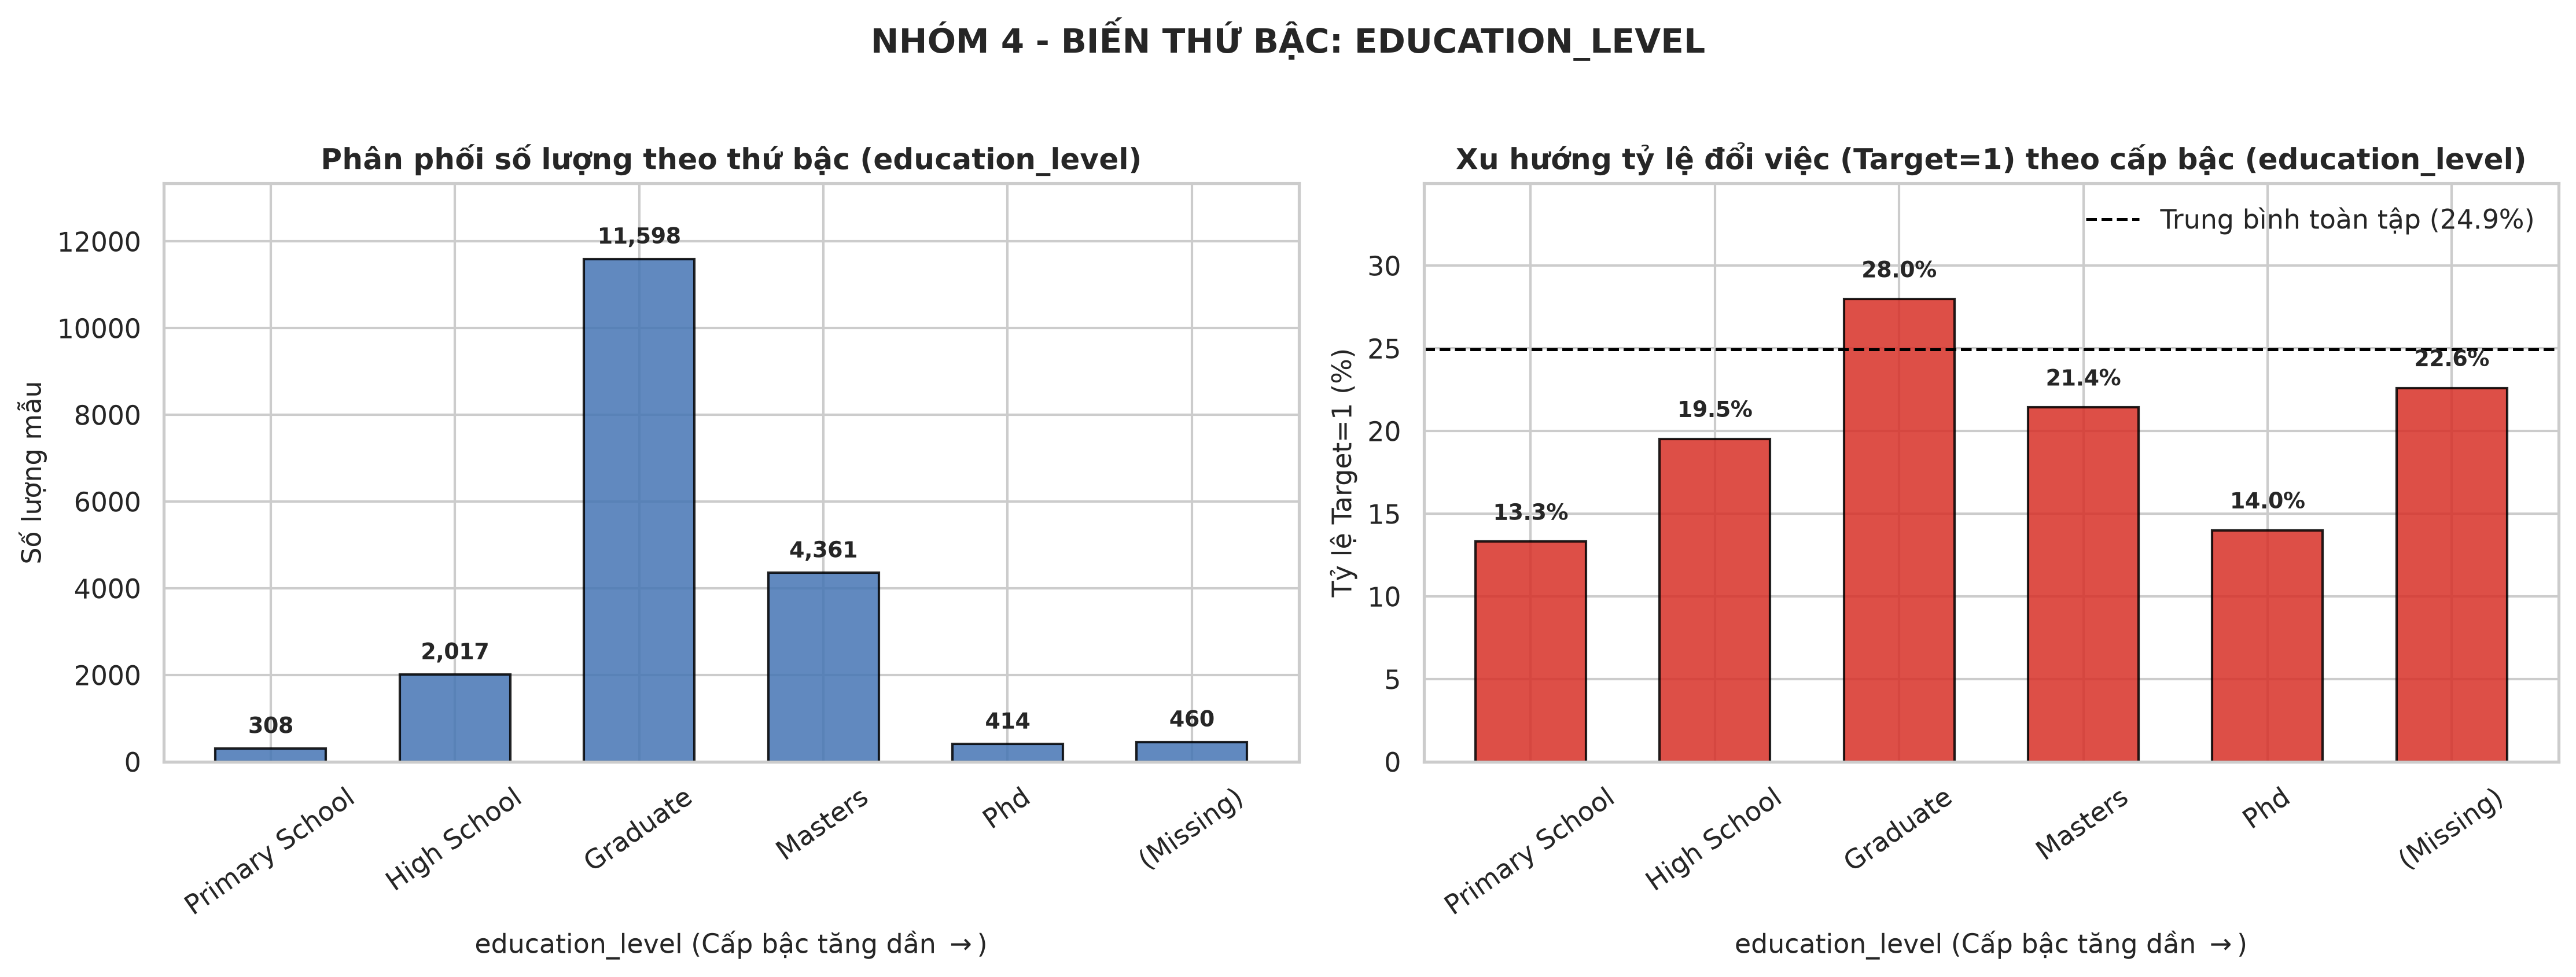 NHÓM 4 - BIẾN THỨ BẬC: EDUCATION_LEVEL
Phân phối số lượng theo thứ bậc (education_level)
Số lượng mẫu
12000
10000
8000
6000
4000
2000
0
308
2,017
11,598
4,361
414
460
Primary School
High School
Graduate
Masters
Phd
(Missing)
education_level (Cấp bậc tăng dần →)
Xu hướng tỷ lệ đổi việc (Target=1) theo cấp bậc (education_level)
Trung bình toàn tập (24.9%)
Tỷ lệ Target=1 (%)
30
25
20
15
10
5
0
13.3%
19.5%
28.0%
21.4%
14.0%
22.6%
Primary School
High School
Graduate
Masters
Phd
(Missing)
education_level (Cấp bậc tăng dần →)